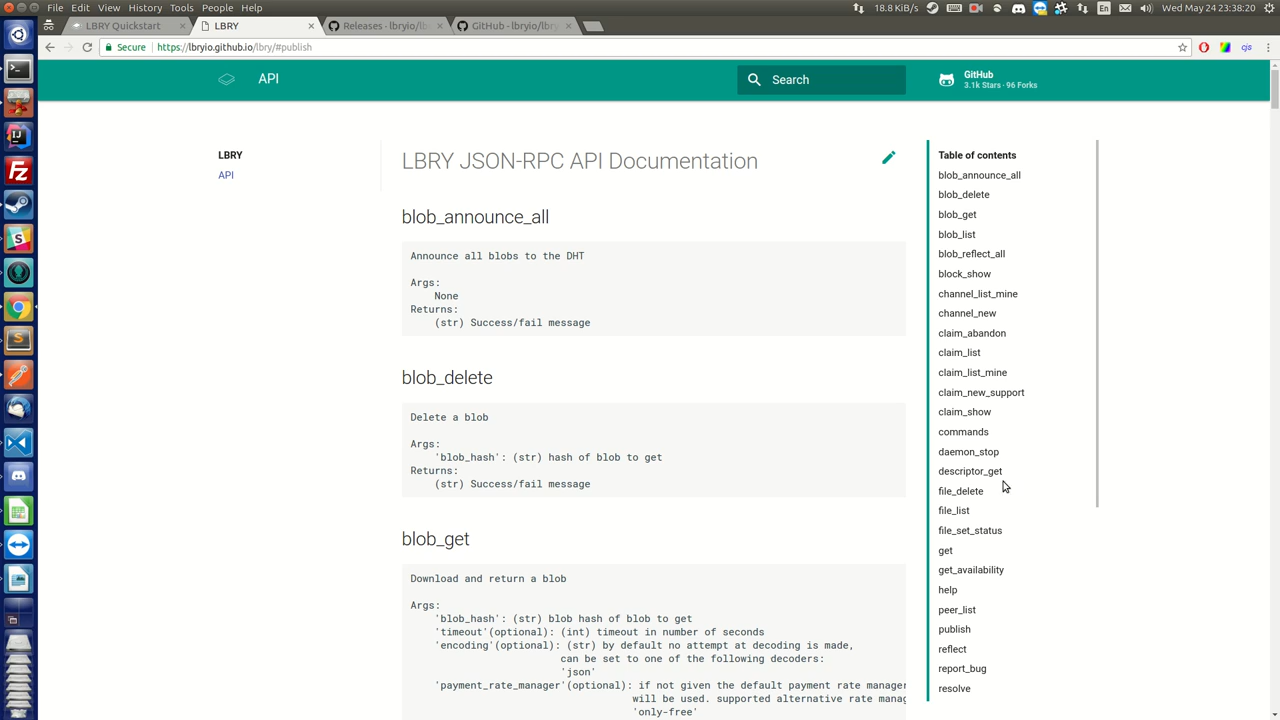 File Edit View History Bookmarks Tools People Help
18.8 KiB/s
En
Wed May 24 23:38:20
LBRY Quickstart
LBRY
Releases · lbryio/lb
GitHub - lbryio/lbr
Secure
https://lbryio.github.io/lbry/#publish
API
Search
GitHub
3.1k Stars · 96 Forks
LBRY
API
LBRY JSON-RPC API Documentation
blob_announce_all
Announce all blobs to the DHT
Args:
None
Returns:
(str) Success/fail message
blob_delete
Delete a blob
Args:
'blob_hash': (str) hash of blob to get
Returns:
(str) Success/fail message
blob_get
Download and return a blob
Args:
'blob_hash': (str) blob hash of blob to get
'timeout'(optional): (int) timeout in number of seconds
'encoding'(optional): (str) by default no attempt at decoding is made,
can be set to one of the following decoders:
'json'
'payment_rate_manager'(optional): if not given the default payment rate manager
will be used. supported alternative rate manag
'only-free'
Table of contents
blob_announce_all
blob_delete
blob_get
blob_list
blob_reflect_all
block_show
channel_list_mine
channel_new
claim_abandon
claim_list
claim_list_mine
claim_new_support
claim_show
commands
daemon_stop
descriptor_get
file_delete
file_list
file_set_status
get
get_availability
help
peer_list
publish
reflect
report_bug
resolve